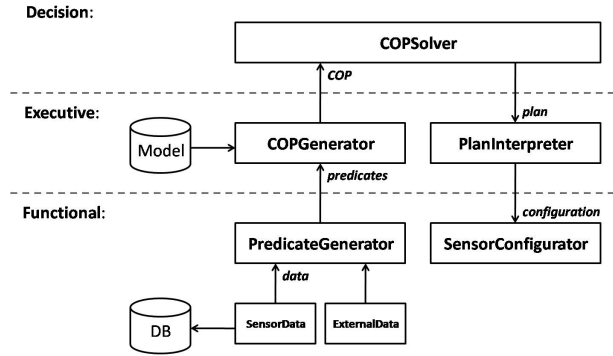 Decision:
COPSolver
COP
plan
Executive:
Model
COPGenerator
PlanInterpreter
predicates
configuration
Functional:
PredicateGenerator
SensorConfigurator
data
DB
SensorData
ExternalData